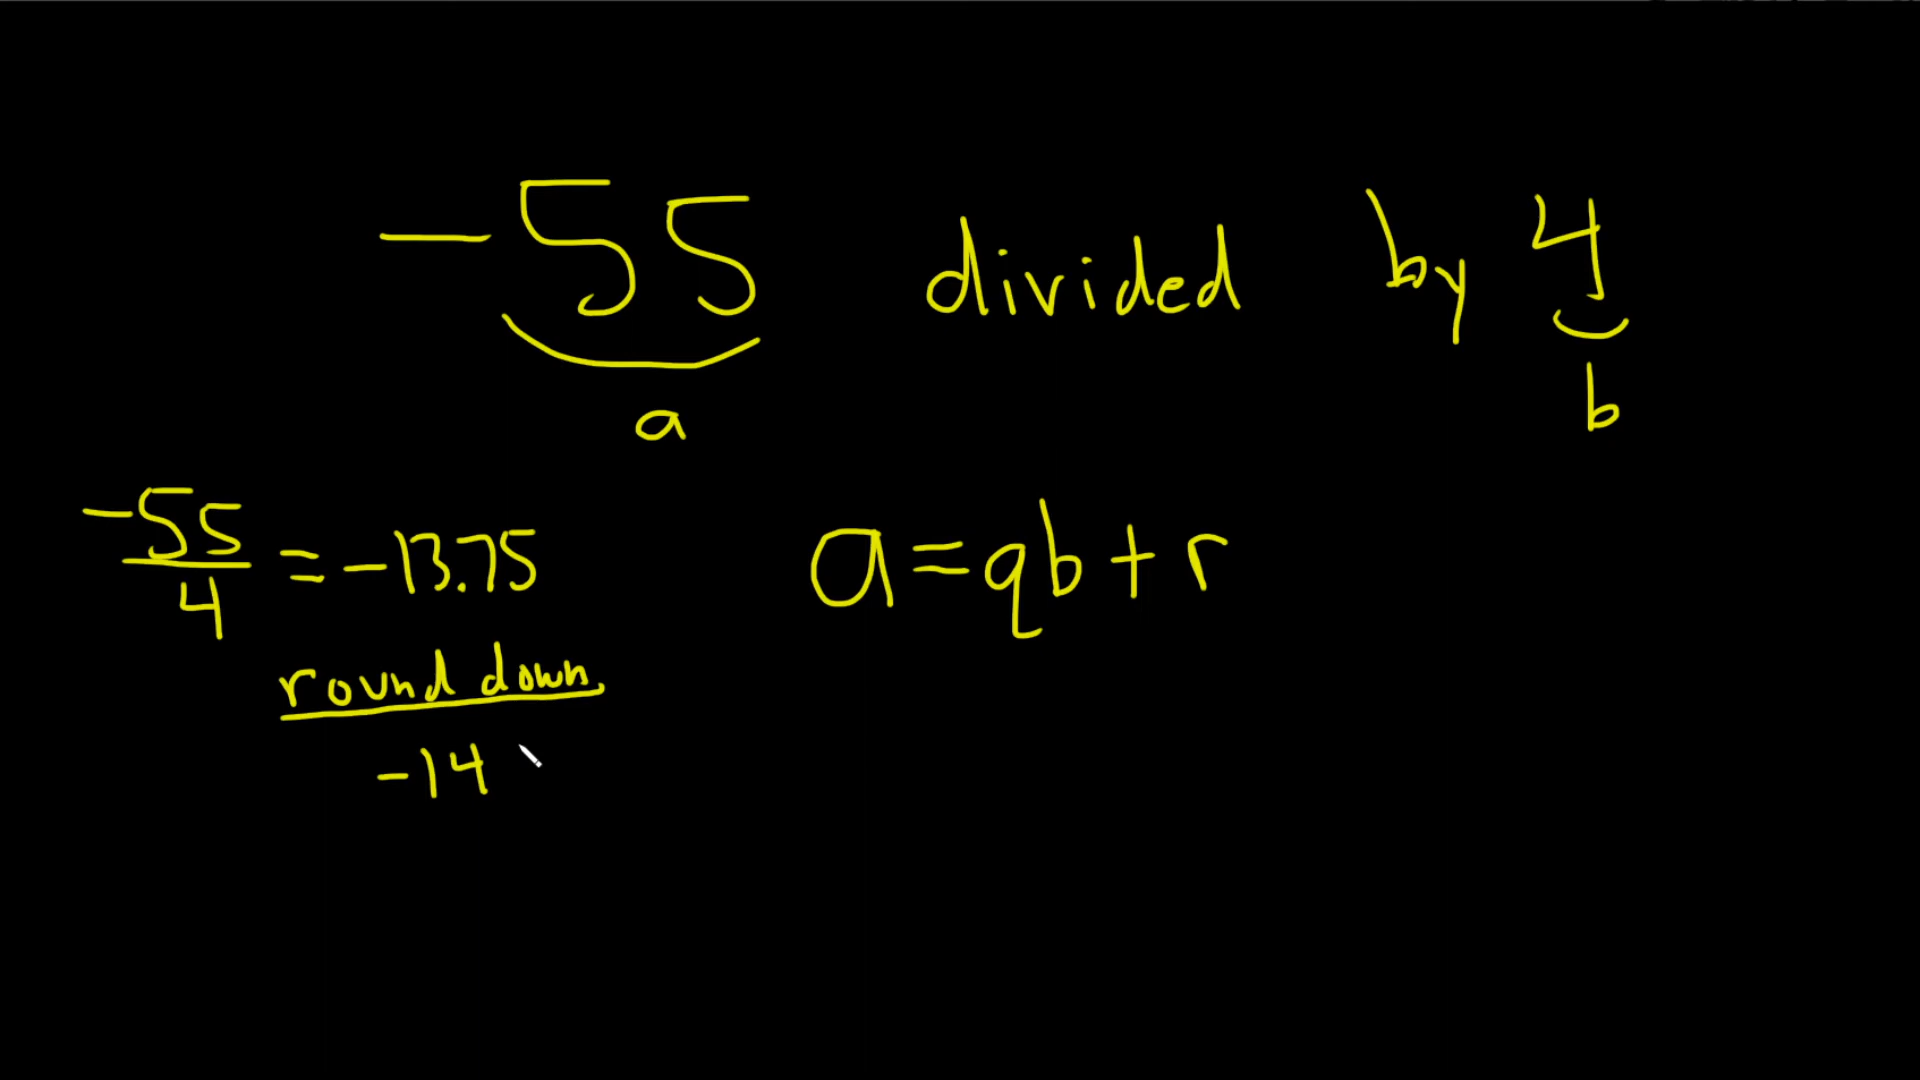 -55 divided by 4
a b
-55/4 = -13.75
a = qb + r
round down
-14